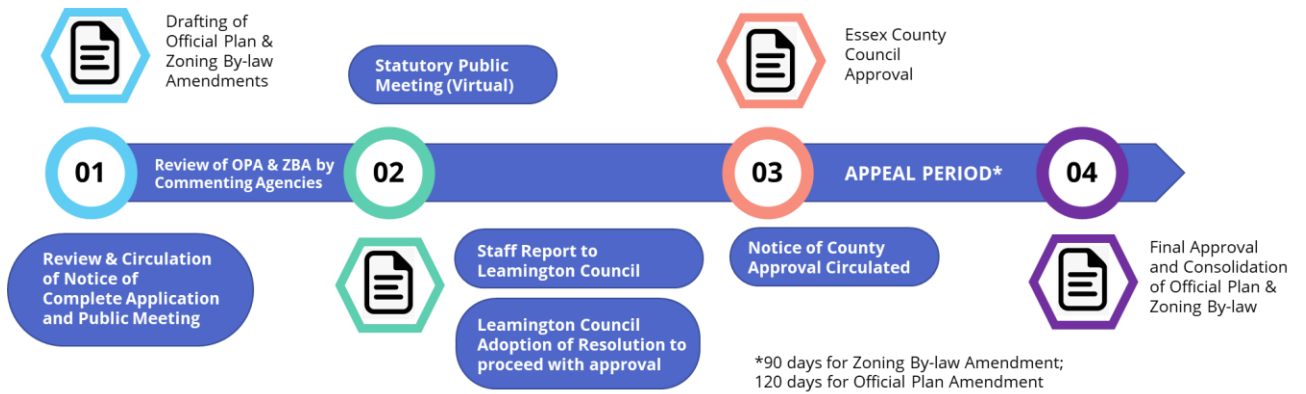 Drafting of
Official Plan &
Zoning By-law
Amendments
Statutory Public
Meeting (Virtual)
Essex County
Council
Approval
01
Review of OPA & ZBA by
Commenting Agencies
02
03
APPEAL PERIOD*
04
Review & Circulation
of Notice of
Complete Application
and Public Meeting
Staff Report to
Leamington Council
Leamington Council
Adoption of Resolution to
proceed with approval
Notice of County
Approval Circulated
Final Approval
and Consolidation
of Official Plan &
Zoning By-law
*90 days for Zoning By-law Amendment;
120 days for Official Plan Amendment